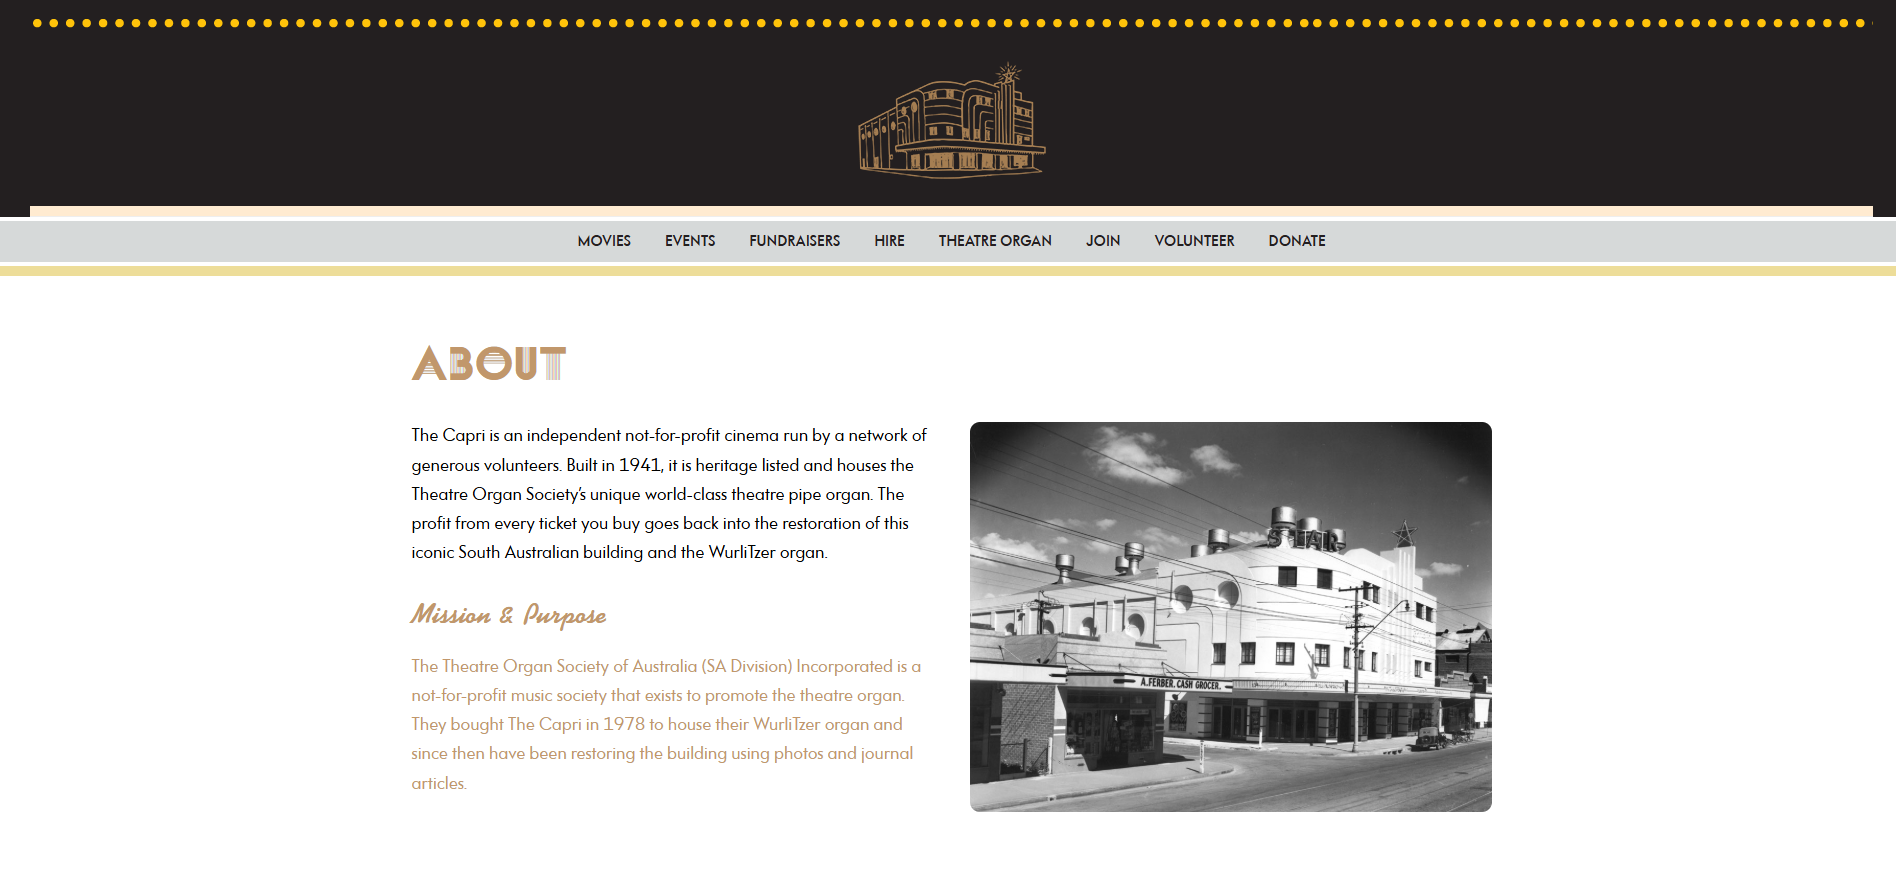 MOVIES EVENTS FUNDRAISERS HIRE THEATRE ORGAN JOIN VOLUNTEER DONATE
ABOUT
The Capri is an independent not-for-profit cinema run by a network of
generous volunteers. Built in 1941, it is heritage listed and houses the
Theatre Organ Society's unique world-class theatre pipe organ. The
profit from every ticket you buy goes back into the restoration of this
iconic South Australian building and the WurliTzer organ.
Mission & Purpose
The Theatre Organ Society of Australia (SA Division) Incorporated is a
not-for-profit music society that exists to promote the theatre organ.
They bought The Capri in 1978 to house their WurliTzer organ and
since then have been restoring the building using photos and journal
articles.
STAR
A.FERBER. CASH GROCER.